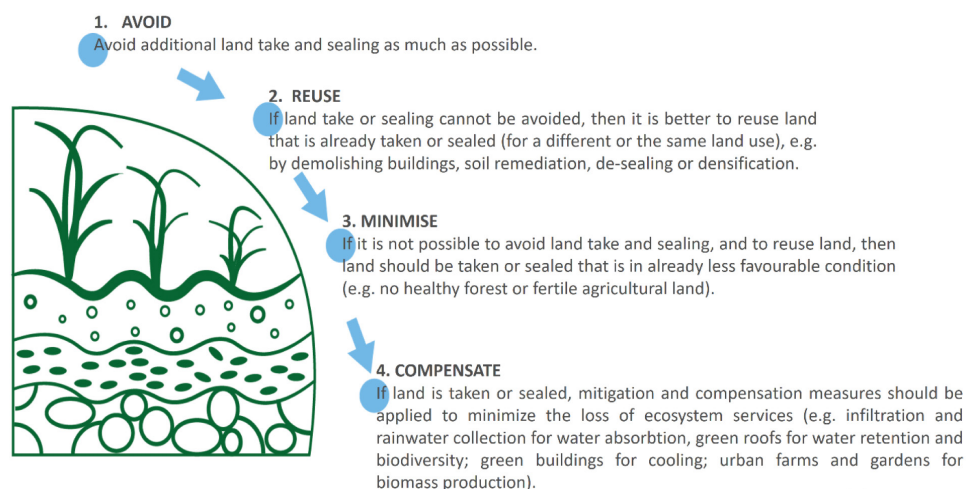 1. AVOID
Avoid additional land take and sealing as much as possible.
2. REUSE
If land take or sealing cannot be avoided, then it is better to reuse land
that is already taken or sealed (for a different or the same land use), e.g.
by demolishing buildings, soil remediation, de-sealing or densification.
3. MINIMISE
If it is not possible to avoid land take and sealing, and to reuse land, then
land should be taken or sealed that is in already less favourable condition
(e.g. no healthy forest or fertile agricultural land).
4. COMPENSATE
If land is taken or sealed, mitigation and compensation measures should be
applied to minimize the loss of ecosystem services (e.g. infiltration and
rainwater collection for water absorbtion, green roofs for water retention and
biodiversity; green buildings for cooling; urban farms and gardens for
biomass production).